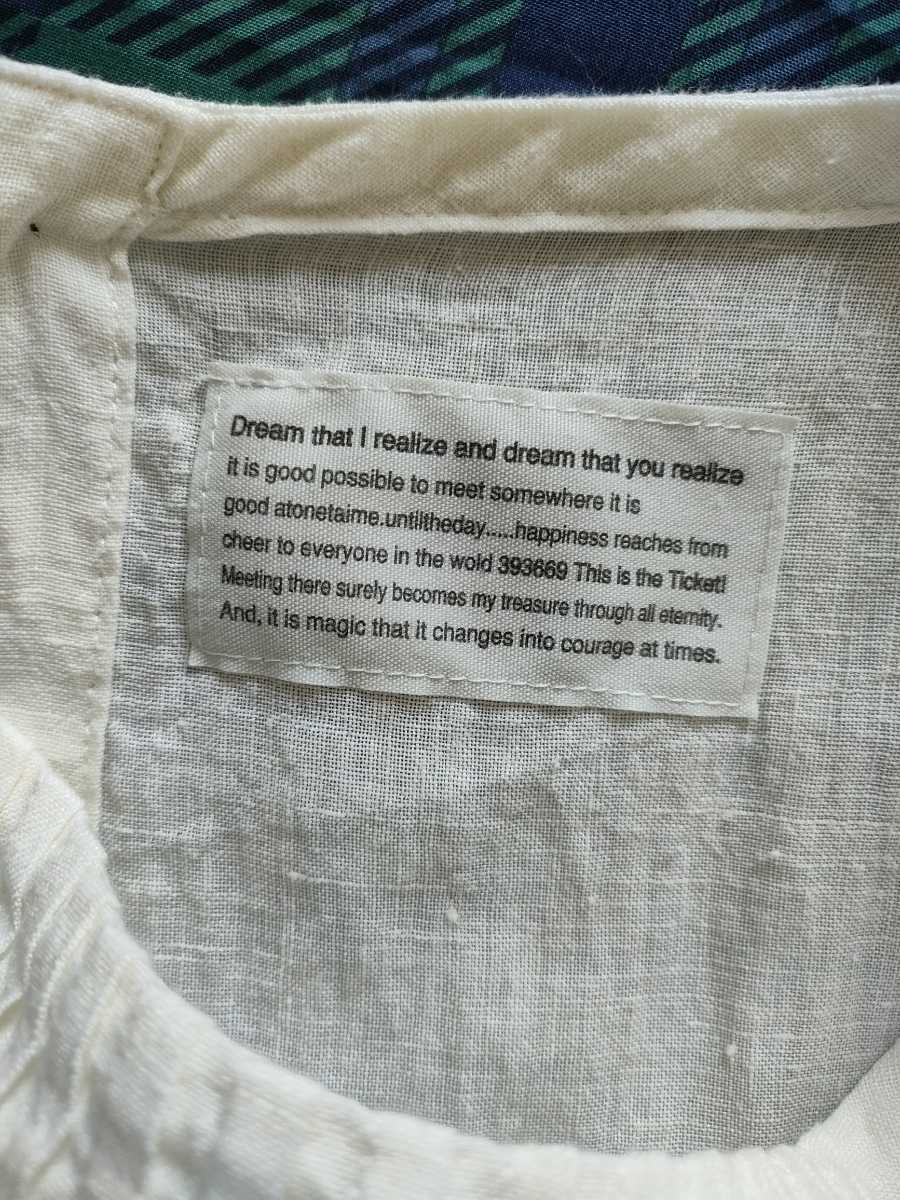 Dream that I realize and dream that you realize
it is good possible to meet somewhere it is
good atonetaime.untiltheday.....happiness reaches from
cheer to everyone in the wold 393669 This is the Ticket!
Meeting there surely becomes my treasure through all eternity.
And, it is magic that it changes into courage at times.